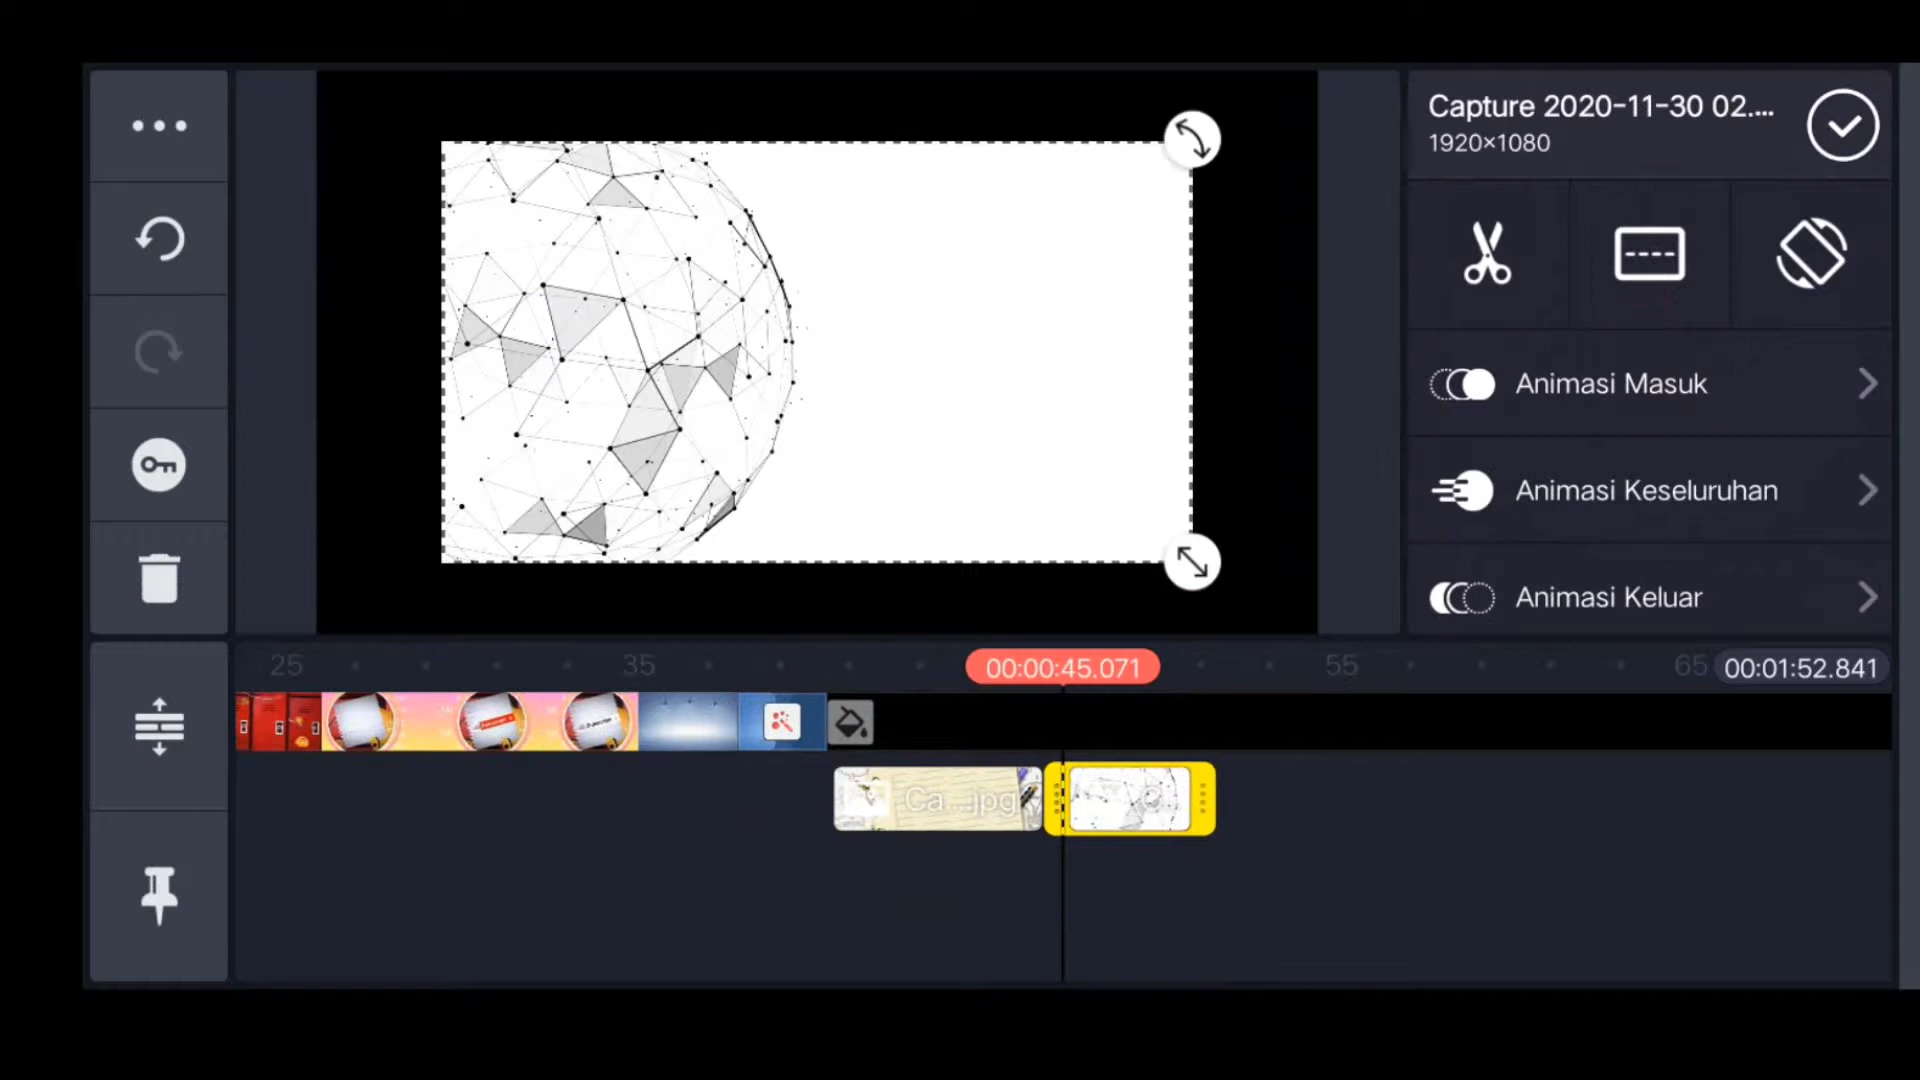 Capture 2020-11-30 02....
1920×1080
Animasi Masuk
Animasi Keseluruhan
Animasi Keluar
25
35
00:00:45.071
55
65
00:01:52.841
Ca....jpg